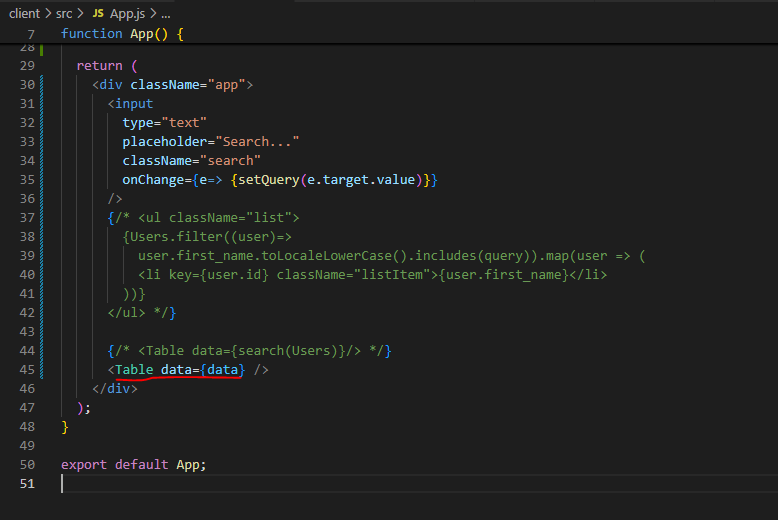 client > src > JS App.js > ...
7 function App() {
28
29 return (
30 <div className="app">
31 <input
32 type="text"
33 placeholder="Search..."
34 className="search"
35 onChange={e=> {setQuery(e.target.value)}}
36 />
37 {/* <ul className="list">
38 {Users.filter((user)=>
39 user.first_name.toLocaleLowerCase().includes(query)).map(user => (
40 <li key={user.id} className="listItem">{user.first_name}</li>
41 ))}
42 </ul> */}
43
44 {/* <Table data={search(Users)}/> */}
45 <Table data={data} />
46 </div>
47 );
48 }
49
50 export default App;
51